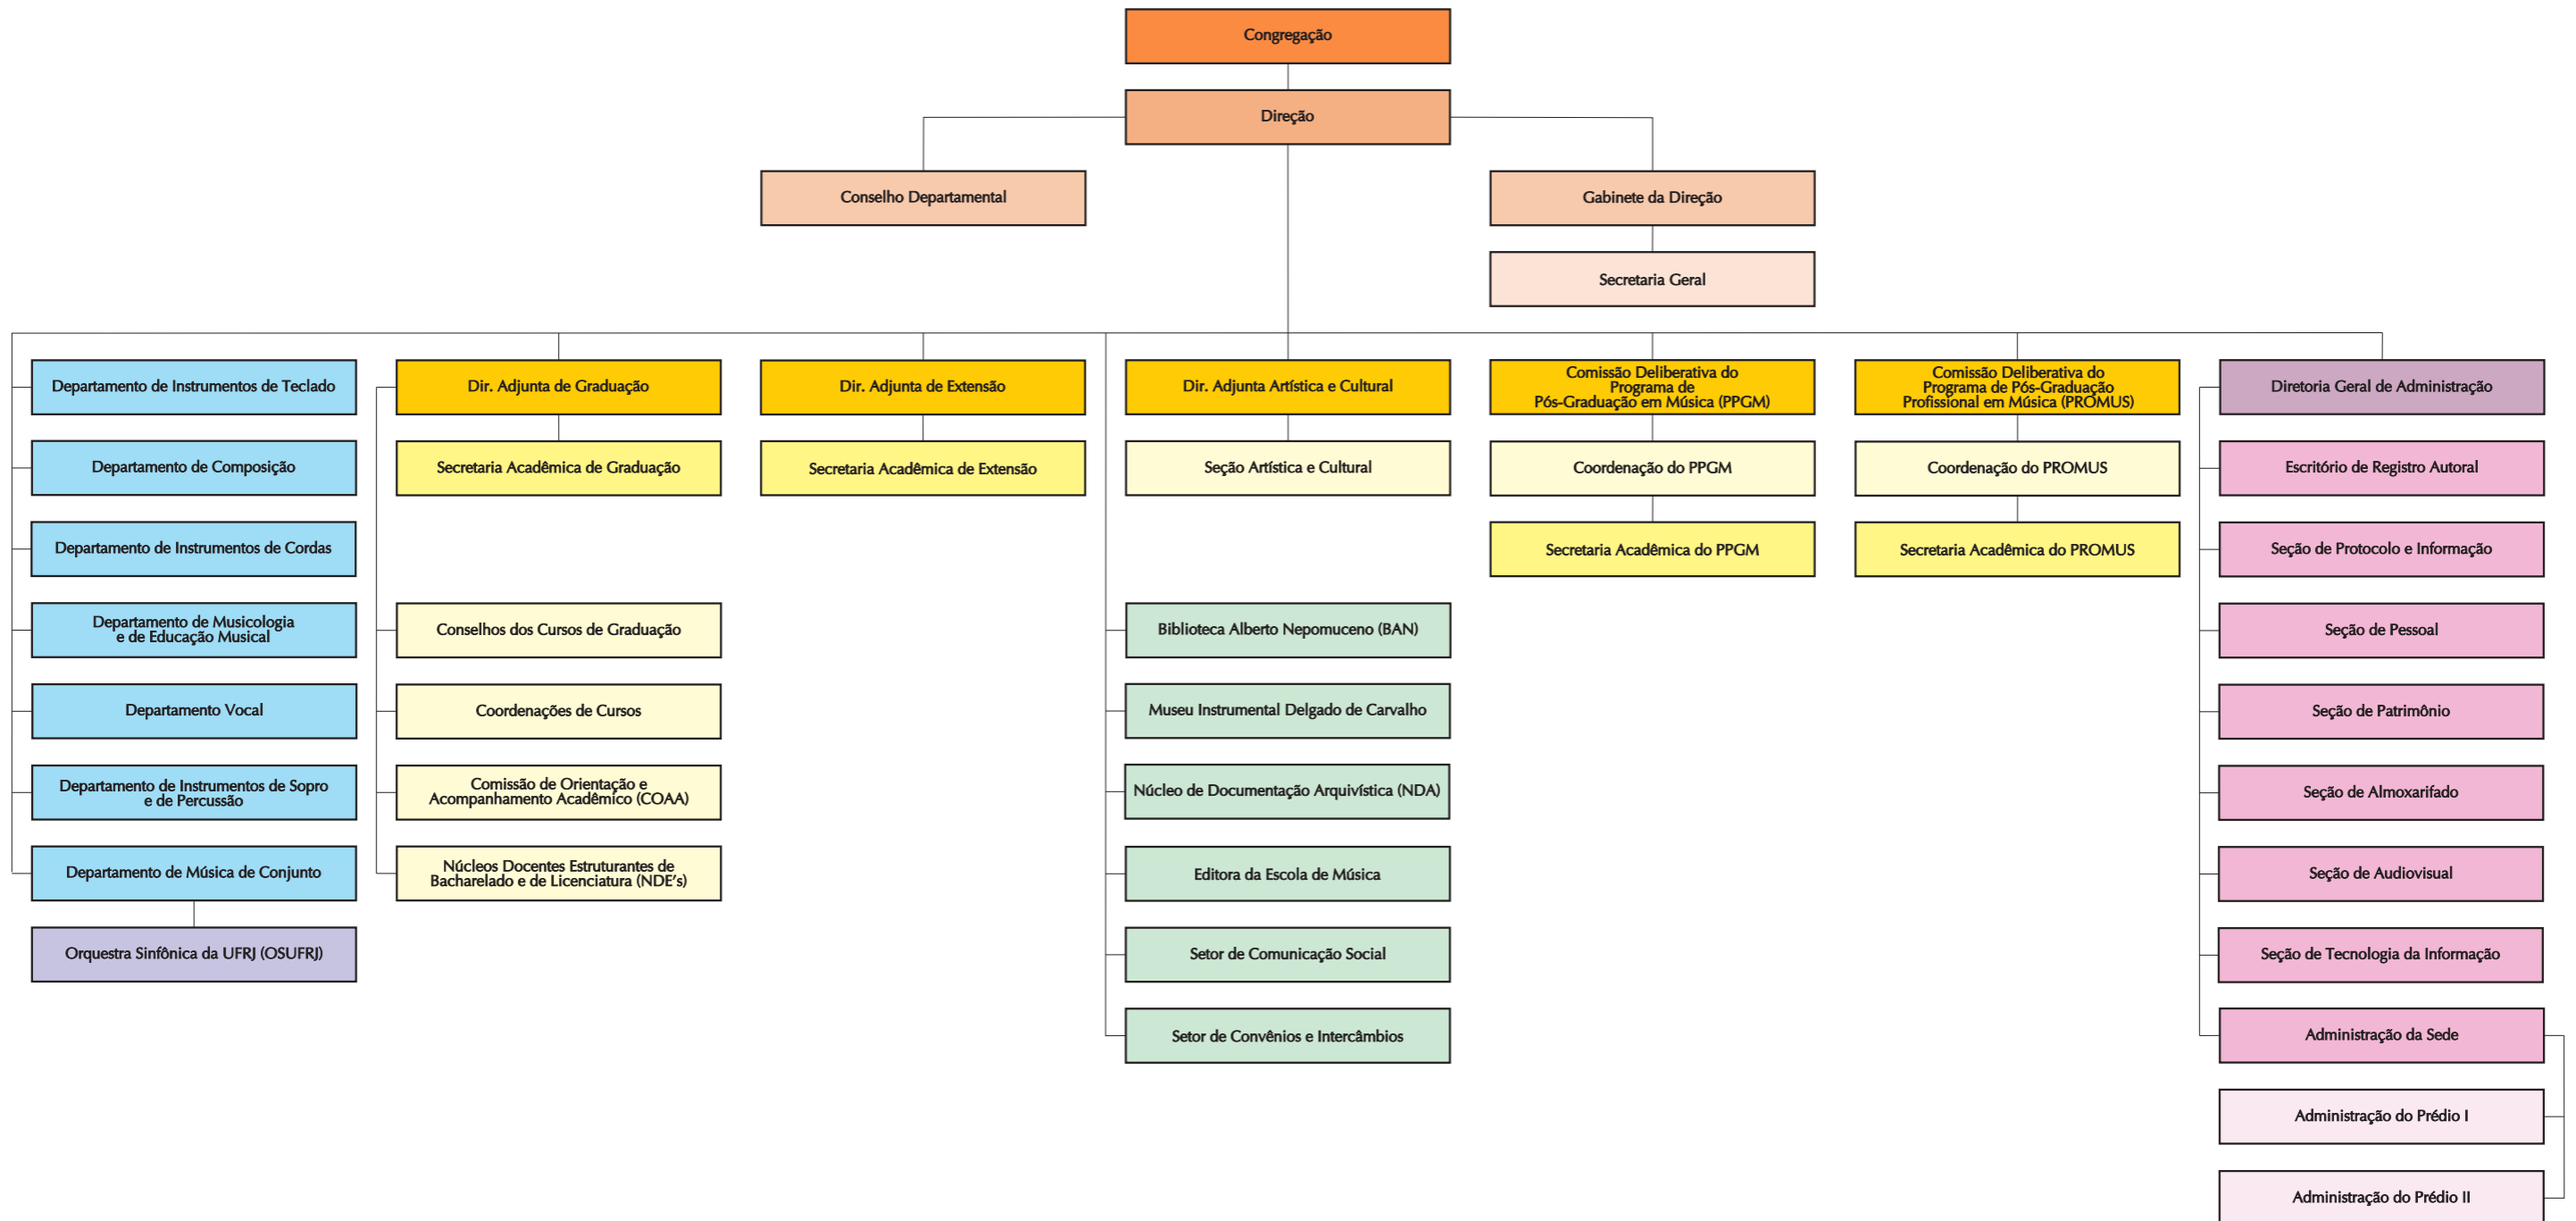 Congregação
Direção
Conselho Departamental
Gabinete da Direção
Secretaria Geral
Departamento de Instrumentos de Teclado
Departamento de Composição
Departamento de Instrumentos de Cordas
Departamento de Musicologia
e de Educação Musical
Departamento Vocal
Departamento de Instrumentos de Sopro
e de Percussão
Departamento de Música de Conjunto
Orquestra Sinfônica da UFRJ (OSUFRJ)
Dir. Adjunta de Graduação
Secretaria Acadêmica de Graduação
Conselhos dos Cursos de Graduação
Coordenações de Cursos
Comissão de Orientação e
Acompanhamento Acadêmico (COAA)
Núcleos Docentes Estruturantes de
Bacharelado e de Licenciatura (NDE's)
Dir. Adjunta de Extensão
Secretaria Acadêmica de Extensão
Dir. Adjunta Artística e Cultural
Seção Artística e Cultural
Biblioteca Alberto Nepomuceno (BAN)
Museu Instrumental Delgado de Carvalho
Núcleo de Documentação Arquivística (NDA)
Editora da Escola de Música
Setor de Comunicação Social
Setor de Convênios e Intercâmbios
Comissão Deliberativa do
Programa de
Pós-Graduação em Música (PPGM)
Coordenação do PPGM
Secretaria Acadêmica do PPGM
Comissão Deliberativa do
Programa de Pós-Graduação
Profissional em Música (PROMUS)
Coordenação do PROMUS
Secretaria Acadêmica do PROMUS
Diretoria Geral de Administração
Escritório de Registro Autoral
Seção de Protocolo e Informação
Seção de Pessoal
Seção de Patrimônio
Seção de Almoxarifado
Seção de Audiovisual
Seção de Tecnologia da Informação
Administração da Sede
Administração do Prédio I
Administração do Prédio II